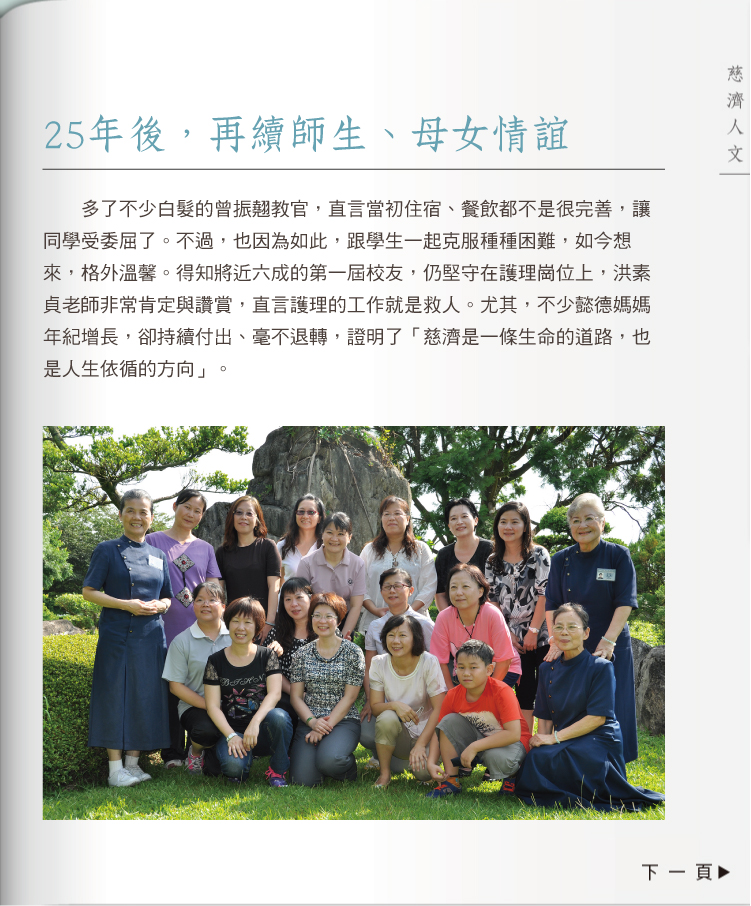 慈濟人文
25年後，再續師生、母女情誼
多了不少白髮的曾振翹教官，直言當初住宿、餐飲都不是很完善，讓
同學受委屈了。不過，也因為如此，跟學生一起克服種種困難，如今想
來，格外溫馨。得知將近六成的第一屆校友，仍堅守在護理崗位上，洪素
貞老師非常肯定與讚賞，直言護理的工作就是救人。尤其，不少懿德媽媽
年紀增長，卻持續付出、毫不退轉，證明了「慈濟是一條生命的道路，也
是人生依循的方向」。
下一頁▶